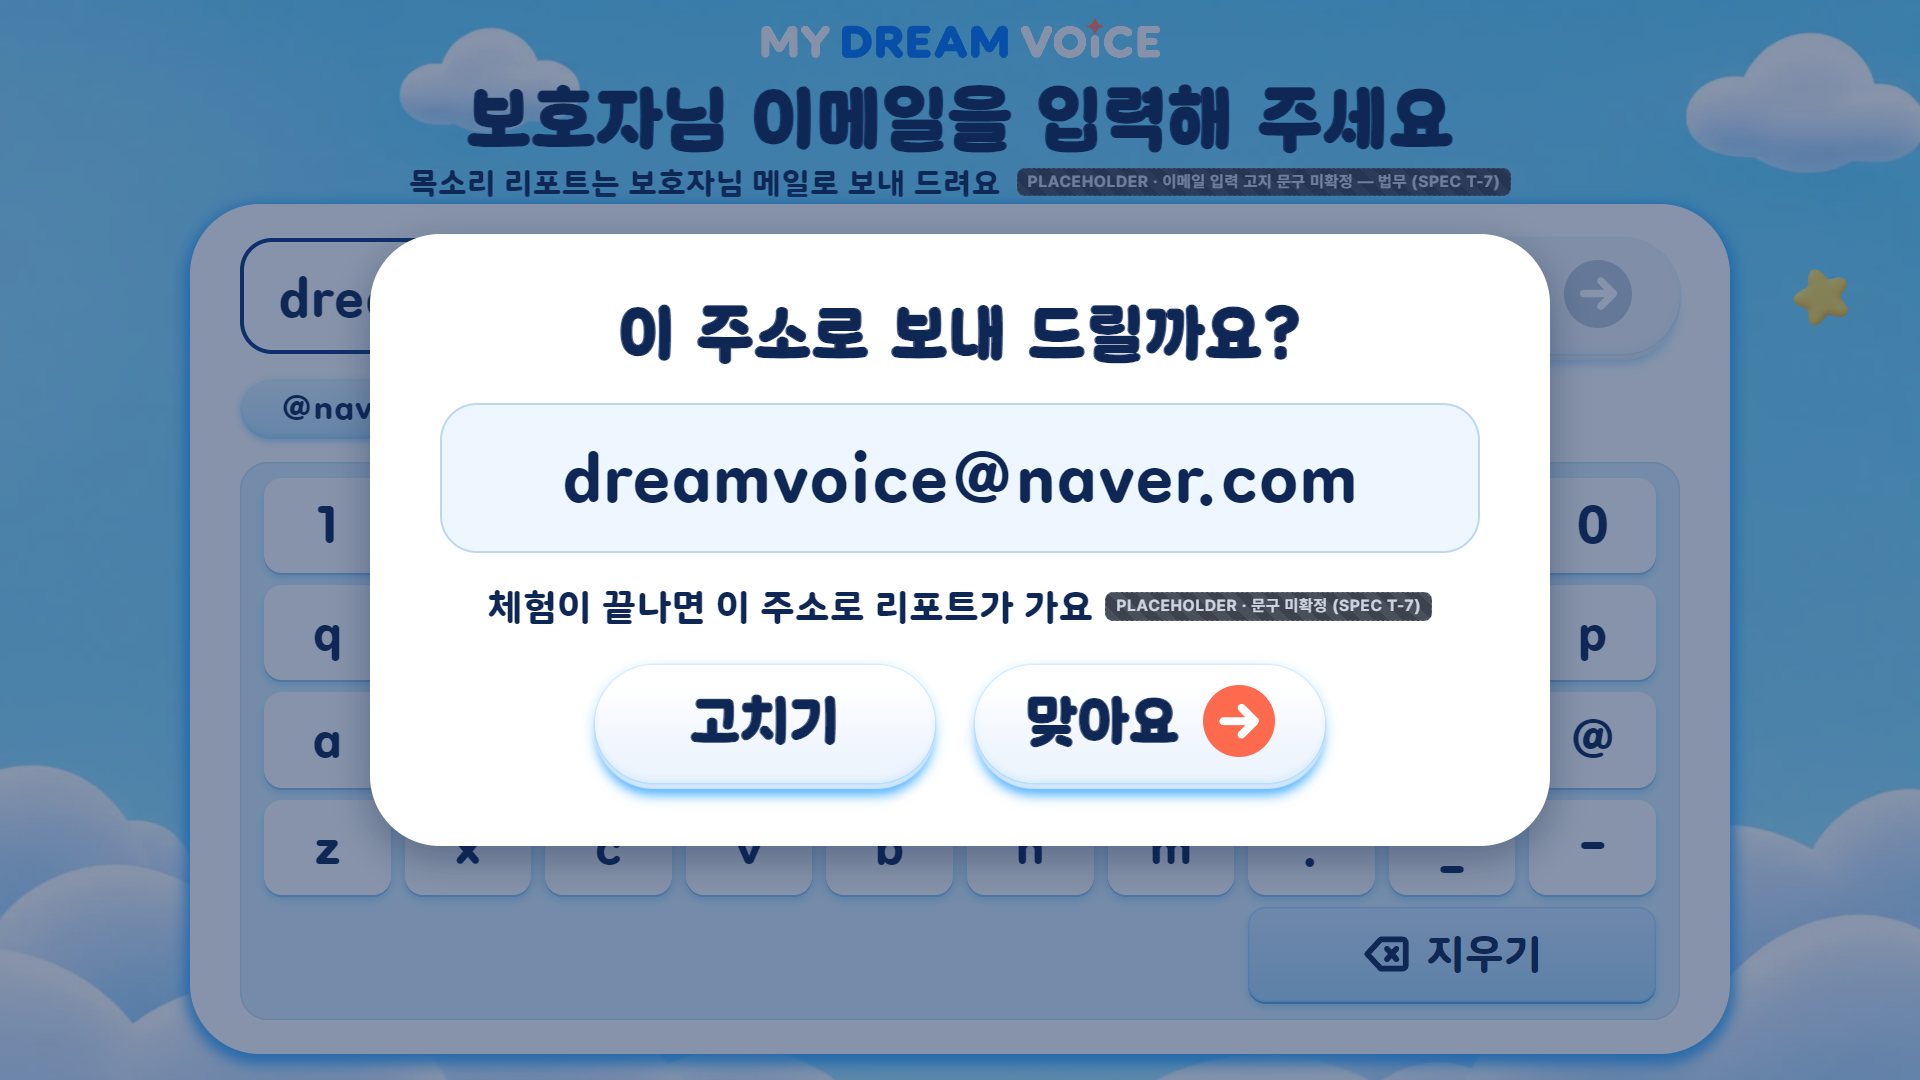 MY DREAM VOICE
보호자님 이메일을 입력해 주세요
목소리 리포트는 보호자님 메일로 보내 드려요 PLACEHOLDER · 이메일 입력 고지 문구 미확정 — 법무 (SPEC T-7)
이 주소로 보내 드릴까요?
dreamvoice@naver.com
체험이 끝나면 이 주소로 리포트가 가요 PLACEHOLDER · 문구 미확정 (SPEC T-7)
고치기 맞아요
1 0
q p
a @
z x c v b n m . _ -
지우기